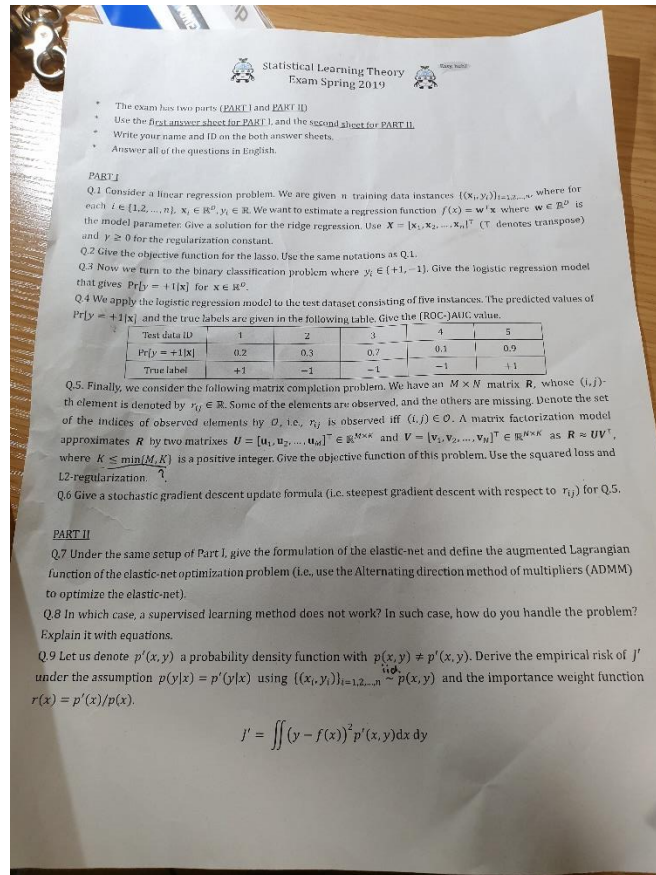 Statistical Learning Theory
Exam Spring 2019
* The exam has two parts (PART I and PART II)
* Use the first answer sheet for PART I, and the second sheet for PART II.
* Write your name and ID on the both answer sheets.
* Answer all of the questions in English.
PART I
Q.1 Consider a linear regression problem. We are given n training data instances {(xᵢ, yᵢ)}ᵢ₌₁,₂,...,ₙ, where for
each i ∈ {1,2, ..., n}, xᵢ ∈ ℝᴰ, yᵢ ∈ ℝ. We want to estimate a regression function f(x) = wᵀx where w ∈ ℝᴰ is
the model parameter. Give a solution for the ridge regression. Use X = [x₁, x₂, ..., xₙ]ᵀ (⊤ denotes transpose)
and γ ≥ 0 for the regularization constant.
Q.2 Give the objective function for the lasso. Use the same notations as Q.1.
Q.3 Now we turn to the binary classification problem where yᵢ ∈ {+1, −1}. Give the logistic regression model
that gives Pr[y = +1|x] for x ∈ ℝᴰ.
Q.4 We apply the logistic regression model to the test dataset consisting of five instances. The predicted values of
Pr[y = +1|x] and the true labels are given in the following table. Give the (ROC-)AUC value.
Test data ID 1 2 3 4 5
Pr[y = +1|x] 0.2 0.3 0.7 0.1 0.9
True label +1 −1 −1 −1 +1
Q.5. Finally, we consider the following matrix completion problem. We have an M × N matrix R, whose (i, j)-
th element is denoted by rᵢⱼ ∈ ℝ. Some of the elements are observed, and the others are missing. Denote the set
of the indices of observed elements by O, i.e., rᵢⱼ is observed iff (i, j) ∈ O. A matrix factorization model
approximates R by two matrixes U = [u₁, u₂, ..., u_M]ᵀ ∈ ℝᴹˣᴷ and V = [v₁, v₂, ..., v_N]ᵀ ∈ ℝᴺˣᴷ as R ≈ UVᵀ,
where K ≤ min{M, K} is a positive integer. Give the objective function of this problem. Use the squared loss and
L2-regularization. ?
Q.6 Give a stochastic gradient descent update formula (i.e. steepest gradient descent with respect to rᵢⱼ) for Q.5.
PART II
Q.7 Under the same setup of Part I, give the formulation of the elastic-net and define the augmented Lagrangian
function of the elastic-net optimization problem (i.e., use the Alternating direction method of multipliers (ADMM)
to optimize the elastic-net).
Q.8 In which case, a supervised learning method does not work? In such case, how do you handle the problem?
Explain it with equations.
Q.9 Let us denote p′(x, y) a probability density function with p(x, y) ≠ p′(x, y). Derive the empirical risk of J′
under the assumption p(y|x) = p′(y|x) using {(xᵢ, yᵢ)}ᵢ₌₁,₂,...,ₙ iid ~ p(x, y) and the importance weight function
r(x) = p′(x)/p(x).
J′ = ∬ (y − f(x))² p′(x, y)dx dy